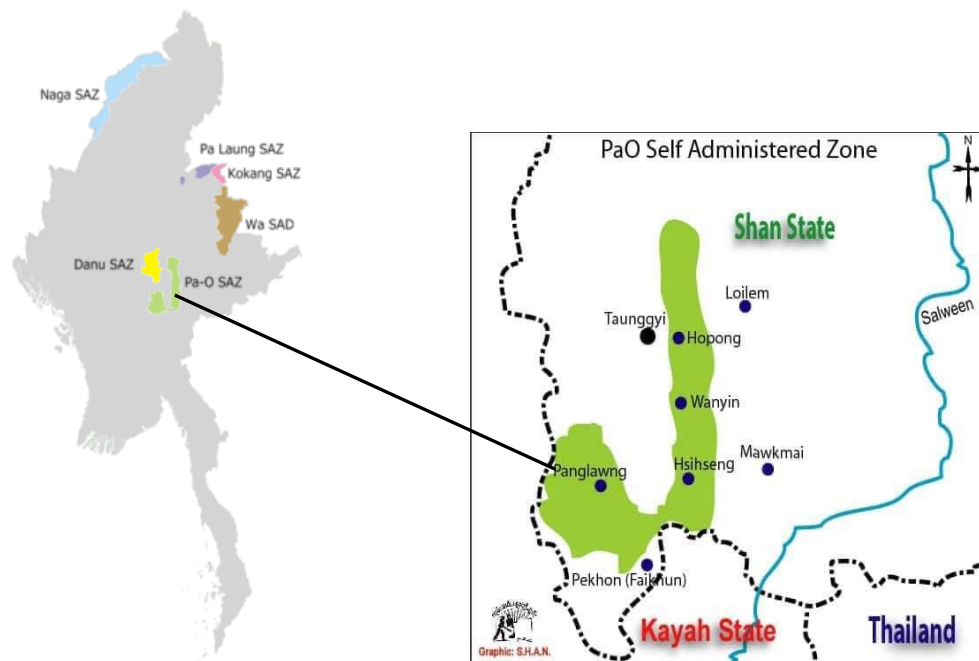 Naga SAZ
Pa Laung SAZ
Kokang SAZ
Wa SAD
Danu SAZ
Pa-O SAZ
PaO Self Administered Zone
N
Shan State
Loilem
Salween
Taunggyi
Hopong
Wanyin
Mawkmai
Panglawng
Hsihseng
Pekhon (Faikhun)
Kayah State
Thailand
Graphic: S.H.A.N.